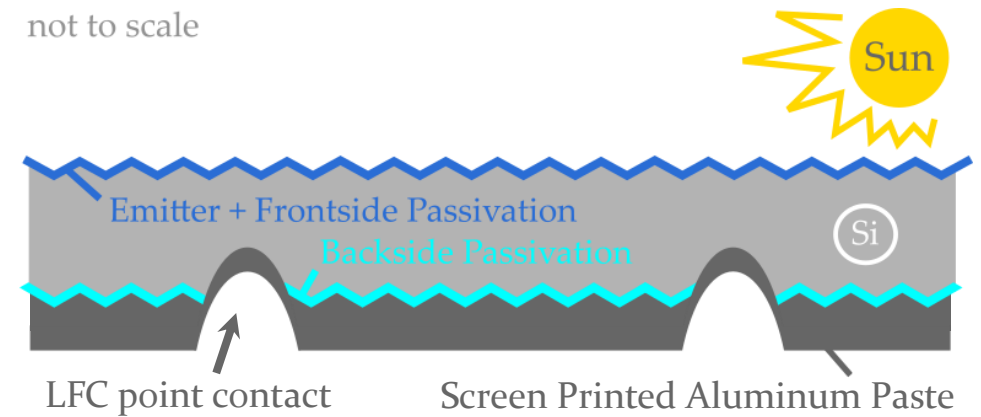 not to scale
Sun
Emitter + Frontside Passivation
Si
Backside Passivation
LFC point contact
Screen Printed Aluminum Paste